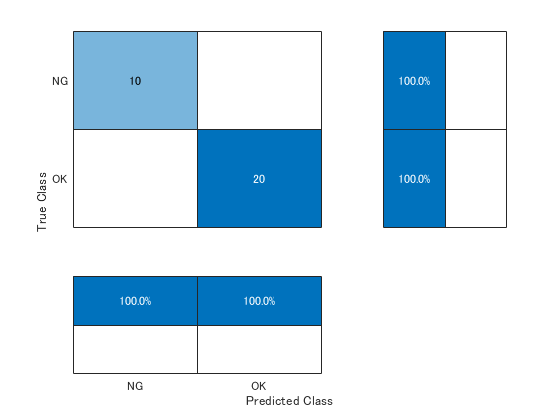 NG
10
100.0%
OK
20
100.0%
True Class
100.0%
100.0%
NG
OK
Predicted Class